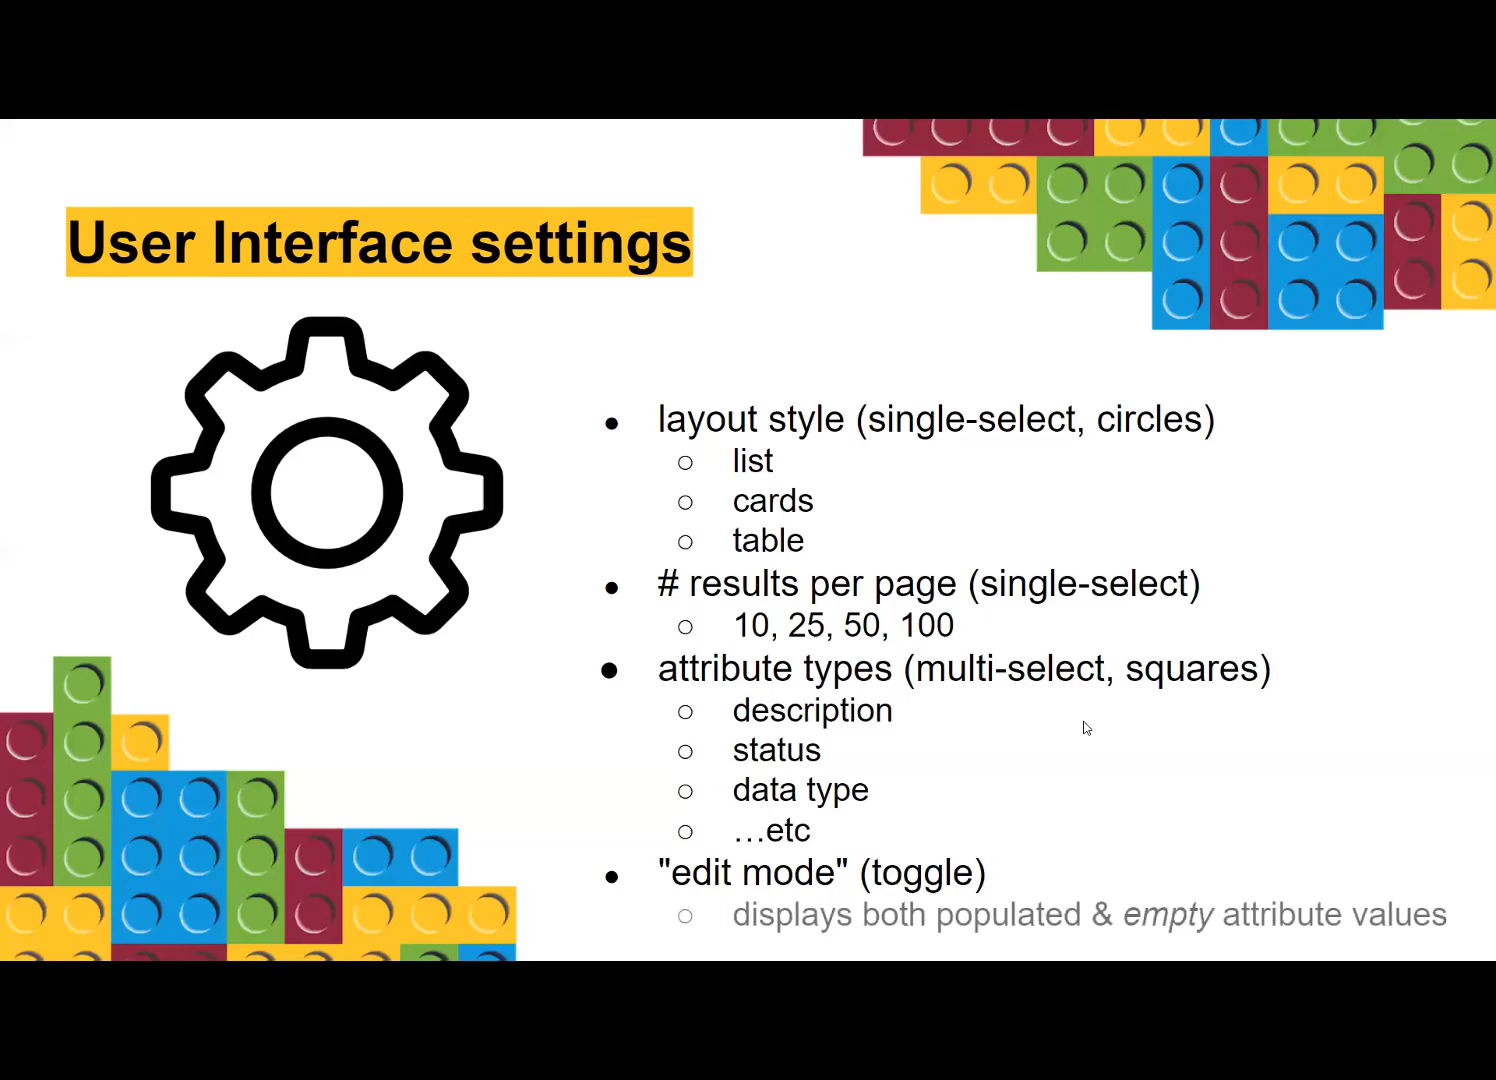 User Interface settings
● layout style (single-select, circles)
○ list
○ cards
○ table
● # results per page (single-select)
○ 10, 25, 50, 100
● attribute types (multi-select, squares)
○ description
○ status
○ data type
○ …etc
● "edit mode" (toggle)
○ displays both populated & empty attribute values